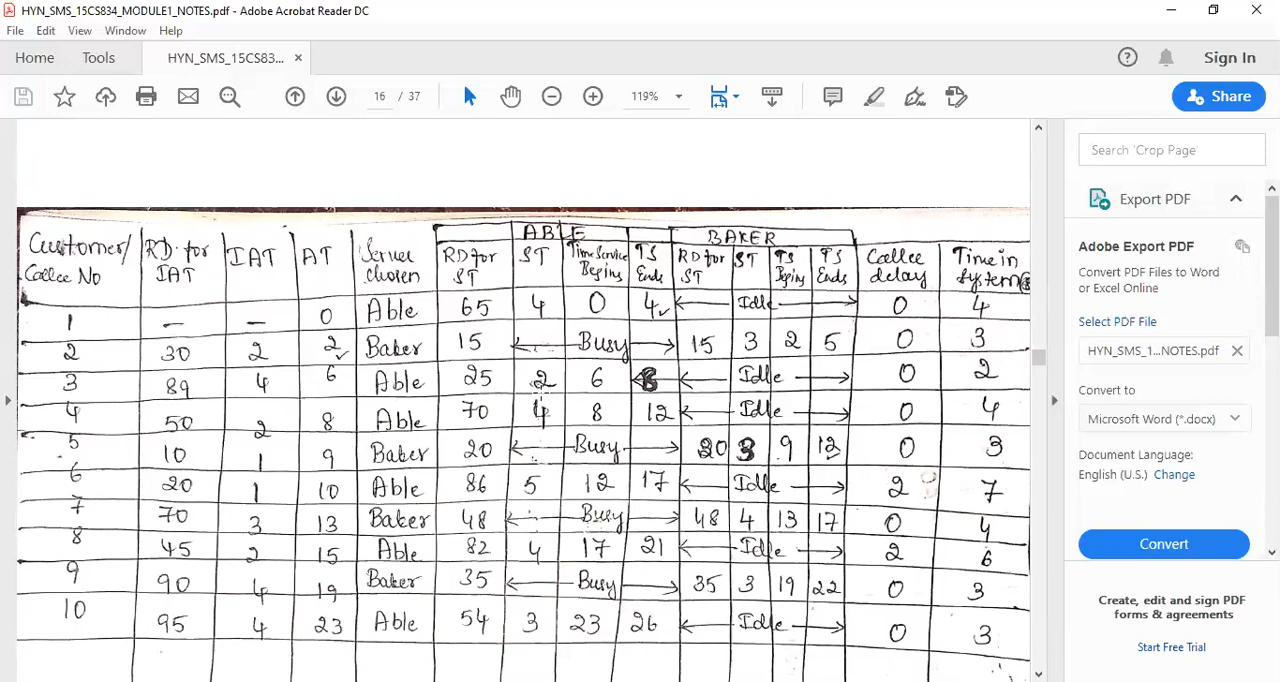 HYN_SMS_15CS834_MODULE1_NOTES.pdf - Adobe Acrobat Reader DC
File Edit View Window Help
Home Tools HYN_SMS_15CS83... × Sign In
16 / 37 119% Share
Customer/ Callee No RD for IAT IAT AT Server chosen ABLE RD for ST ST Time Service Begins TS Ends BAKER RD for ST ST TS Begins TS Ends Callee delay Time in System
1 – – 0 Able 65 4 0 4 Idle 0 4
2 30 2 2 Baker 15 Busy 15 3 2 5 0 3
3 89 4 6 Able 25 2 6 8 Idle 0 2
4 50 2 8 Able 70 4 8 12 Idle 0 4
5 10 1 9 Baker 20 Busy 20 3 9 12 0 3
6 20 1 10 Able 86 5 12 17 Idle 2 7
7 70 3 13 Baker 48 Busy 48 4 13 17 0 4
8 45 2 15 Able 82 4 17 21 Idle 2 6
9 90 4 19 Baker 35 Busy 35 3 19 22 0 3
10 95 4 23 Able 54 3 23 26 Idle 0 3
Search 'Crop Page'
Export PDF
Adobe Export PDF
Convert PDF Files to Word
or Excel Online
Select PDF File
HYN_SMS_1...NOTES.pdf ×
Convert to
Microsoft Word (*.docx)
Document Language:
English (U.S.) Change
Convert
Create, edit and sign PDF
forms & agreements
Start Free Trial